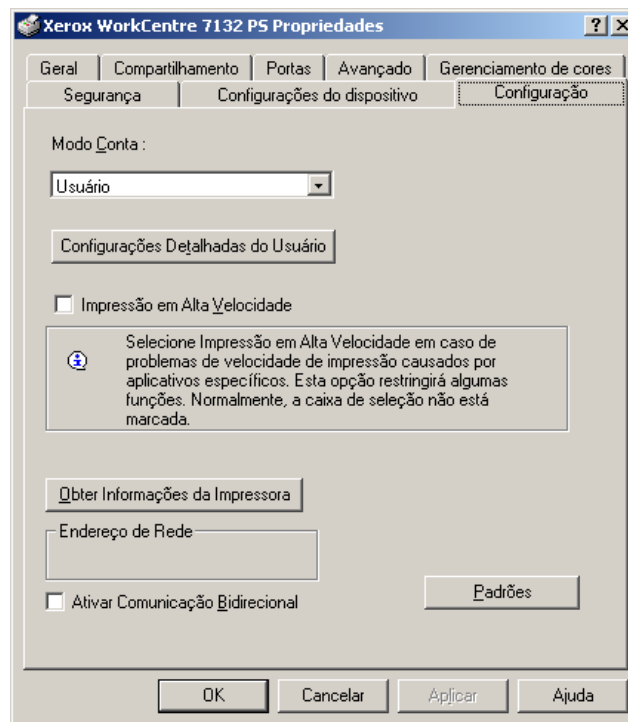 Xerox WorkCentre 7132 PS Propriedades
Geral Compartilhamento Portas Avançado Gerenciamento de cores
Segurança Configurações do dispositivo Configuração
Modo Conta :
Usuário
Configurações Detalhadas do Usuário
Impressão em Alta Velocidade
Selecione Impressão em Alta Velocidade em caso de
problemas de velocidade de impressão causados por
aplicativos específicos. Esta opção restringirá algumas
funções. Normalmente, a caixa de seleção não está
marcada.
Obter Informações da Impressora
Endereço de Rede
Ativar Comunicação Bidirecional
Padrões
OK Cancelar Aplicar Ajuda